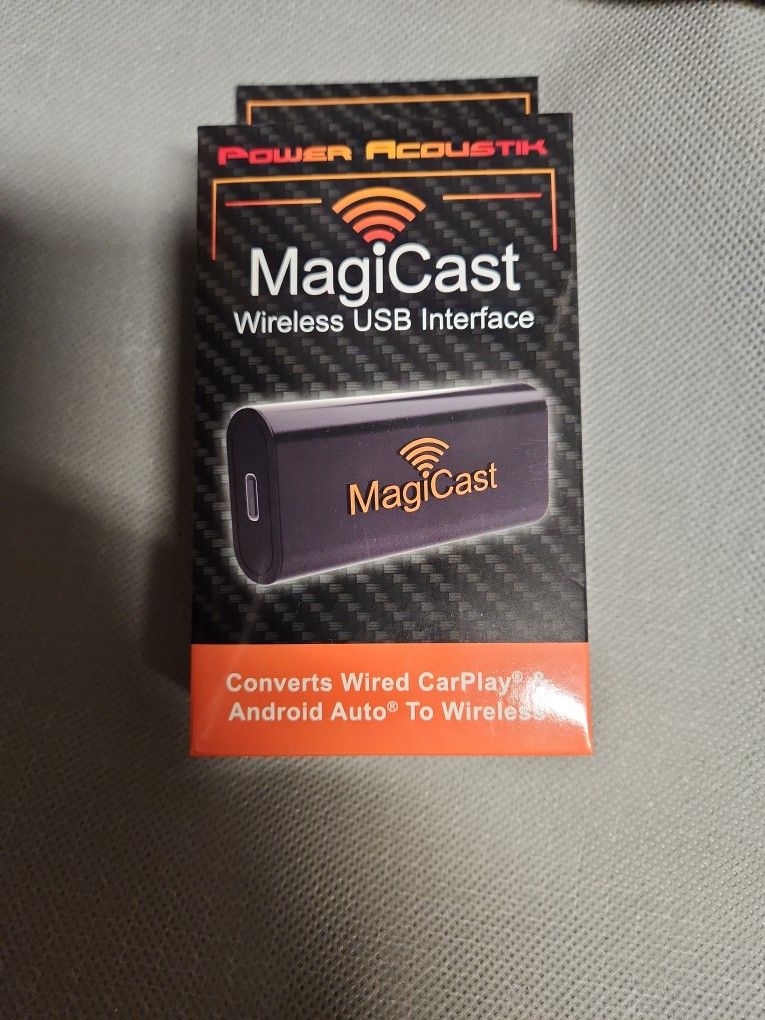 POWER ACOUSTIK
MagiCast
Wireless USB Interface
MagiCast
Converts Wired CarPlay® &
Android Auto® To Wireless